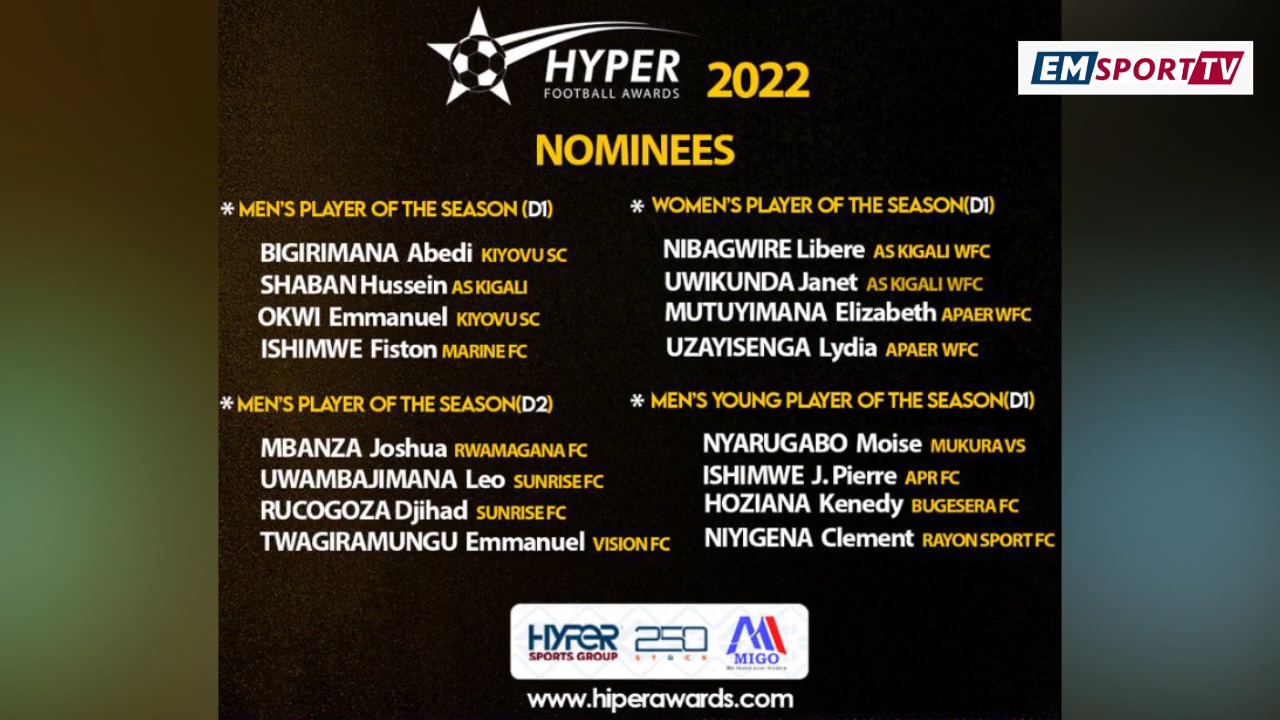 HYPER
FOOTBALL AWARDS
2022
EMSPORTTV
NOMINEES
* MEN'S PLAYER OF THE SEASON (D1)
BIGIRIMANA Abedi KIYOVU SC
SHABAN Hussein AS KIGALI
OKWI Emmanuel KIYOVU SC
ISHIMWE Fiston MARINE FC
* WOMEN'S PLAYER OF THE SEASON(D1)
NIBAGWIRE Libere AS KIGALI WFC
UWIKUNDA Janet AS KIGALI WFC
MUTUYIMANA Elizabeth APAER WFC
UZAYISENGA Lydia APAER WFC
* MEN'S PLAYER OF THE SEASON(D2)
MBANZA Joshua RWAMAGANA FC
UWAMBAJIMANA Leo SUNRISE FC
RUCOGOZA Djihad SUNRISE FC
TWAGIRAMUNGU Emmanuel VISION FC
* MEN'S YOUNG PLAYER OF THE SEASON(D1)
NYARUGABO Moise MUKURA VS
ISHIMWE J. Pierre APR FC
HOZIANA Kenedy BUGESERA FC
NIYIGENA Clement RAYON SPORT FC
HYPER
SPORTS GROUP
250
STOCK
MIGO
www.hiperawards.com